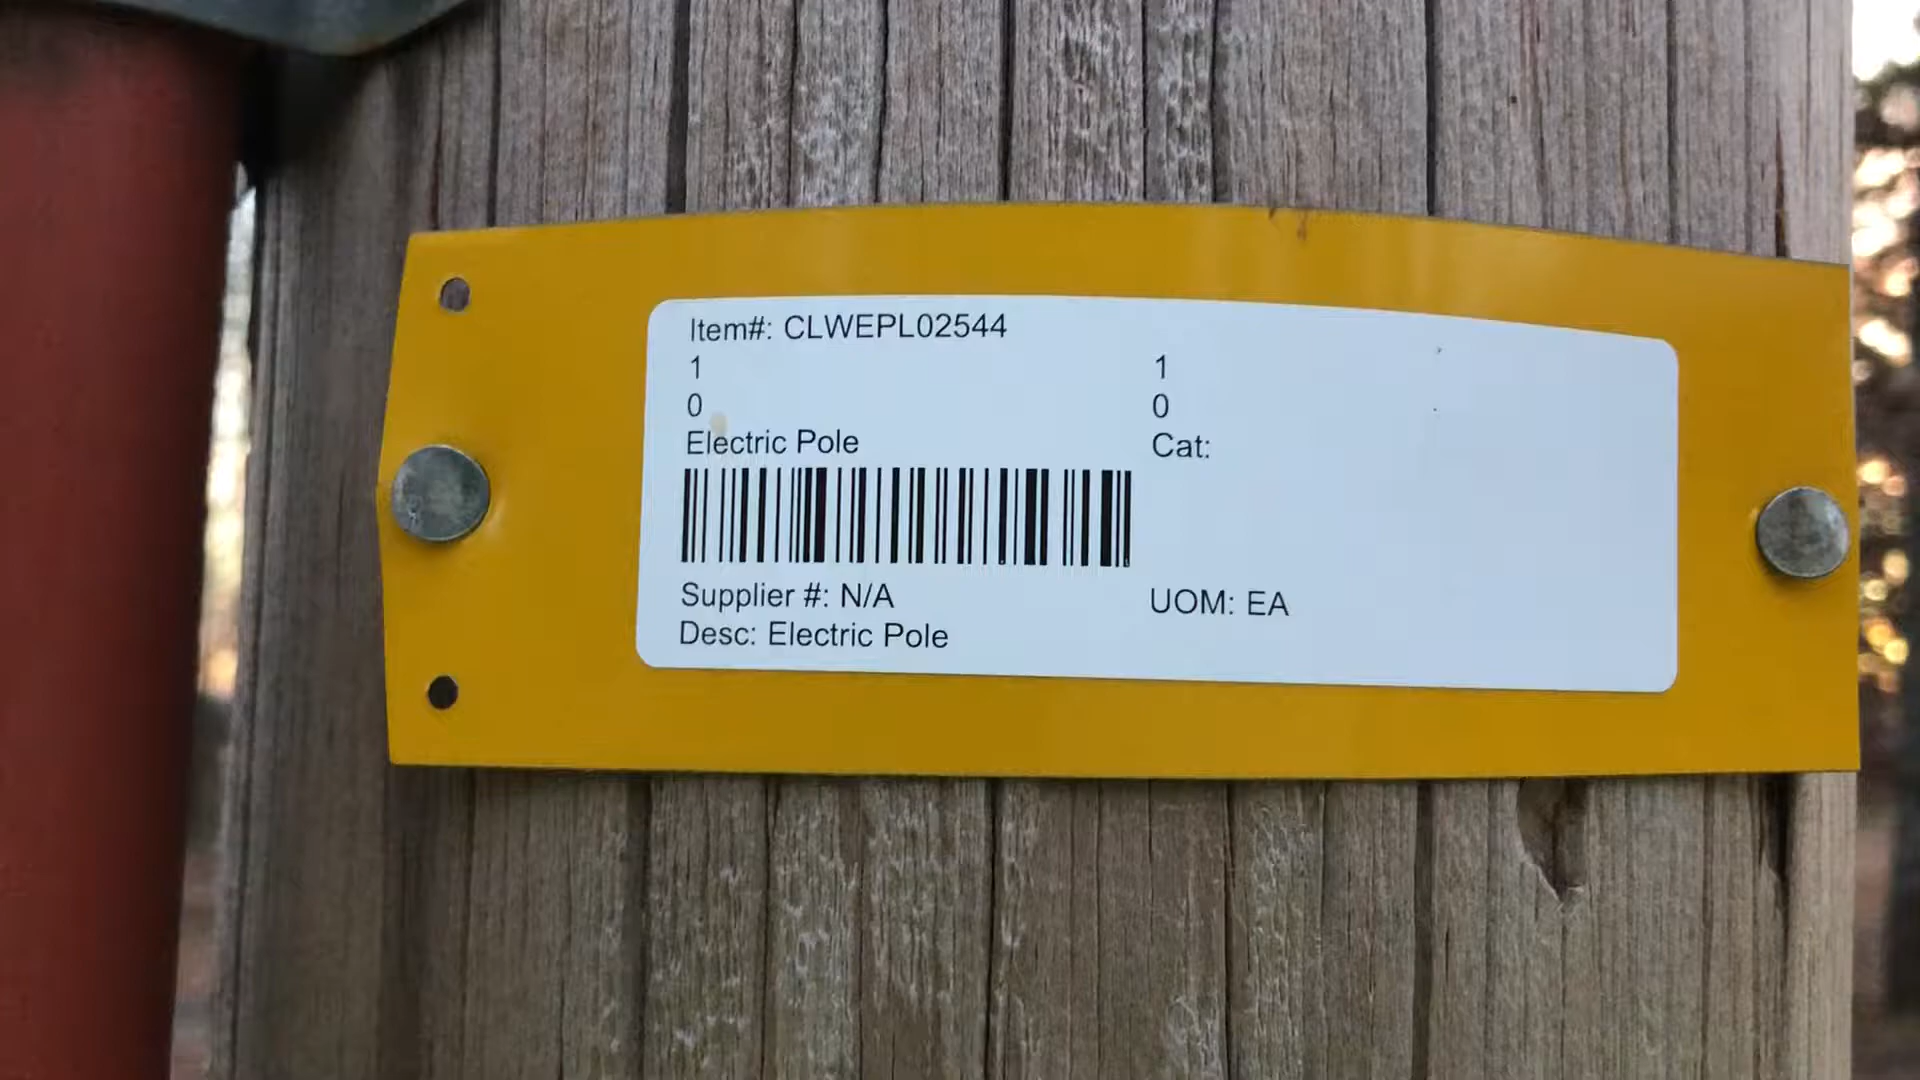 Item#: CLWEPL02544
1 1
0 0
Electric Pole Cat:
Supplier #: N/A UOM: EA
Desc: Electric Pole